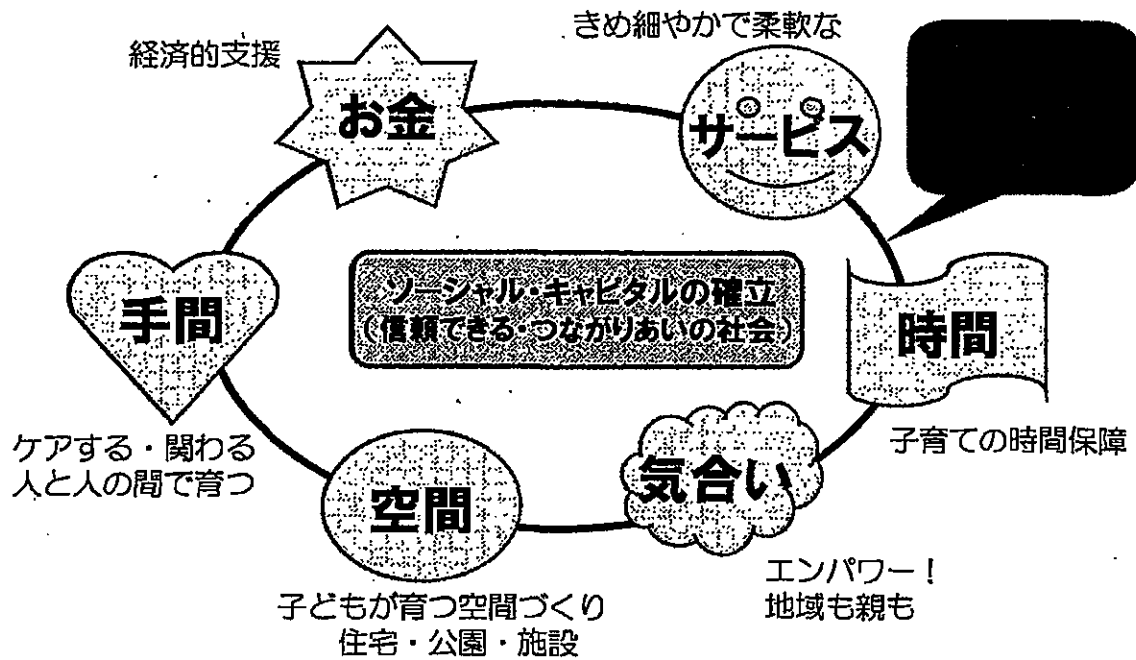 経済的支援
お金
きめ細やかで柔軟な
サービス
ソーシャル・キャピタルの確立
(信頼できる・つながりあいの社会)
手間
ケアする・関わる
人と人の間で育つ
時間
子育ての時間保障
気合い
エンパワー!
地域も親も
空間
子どもが育つ空間づくり
住宅・公園・施設